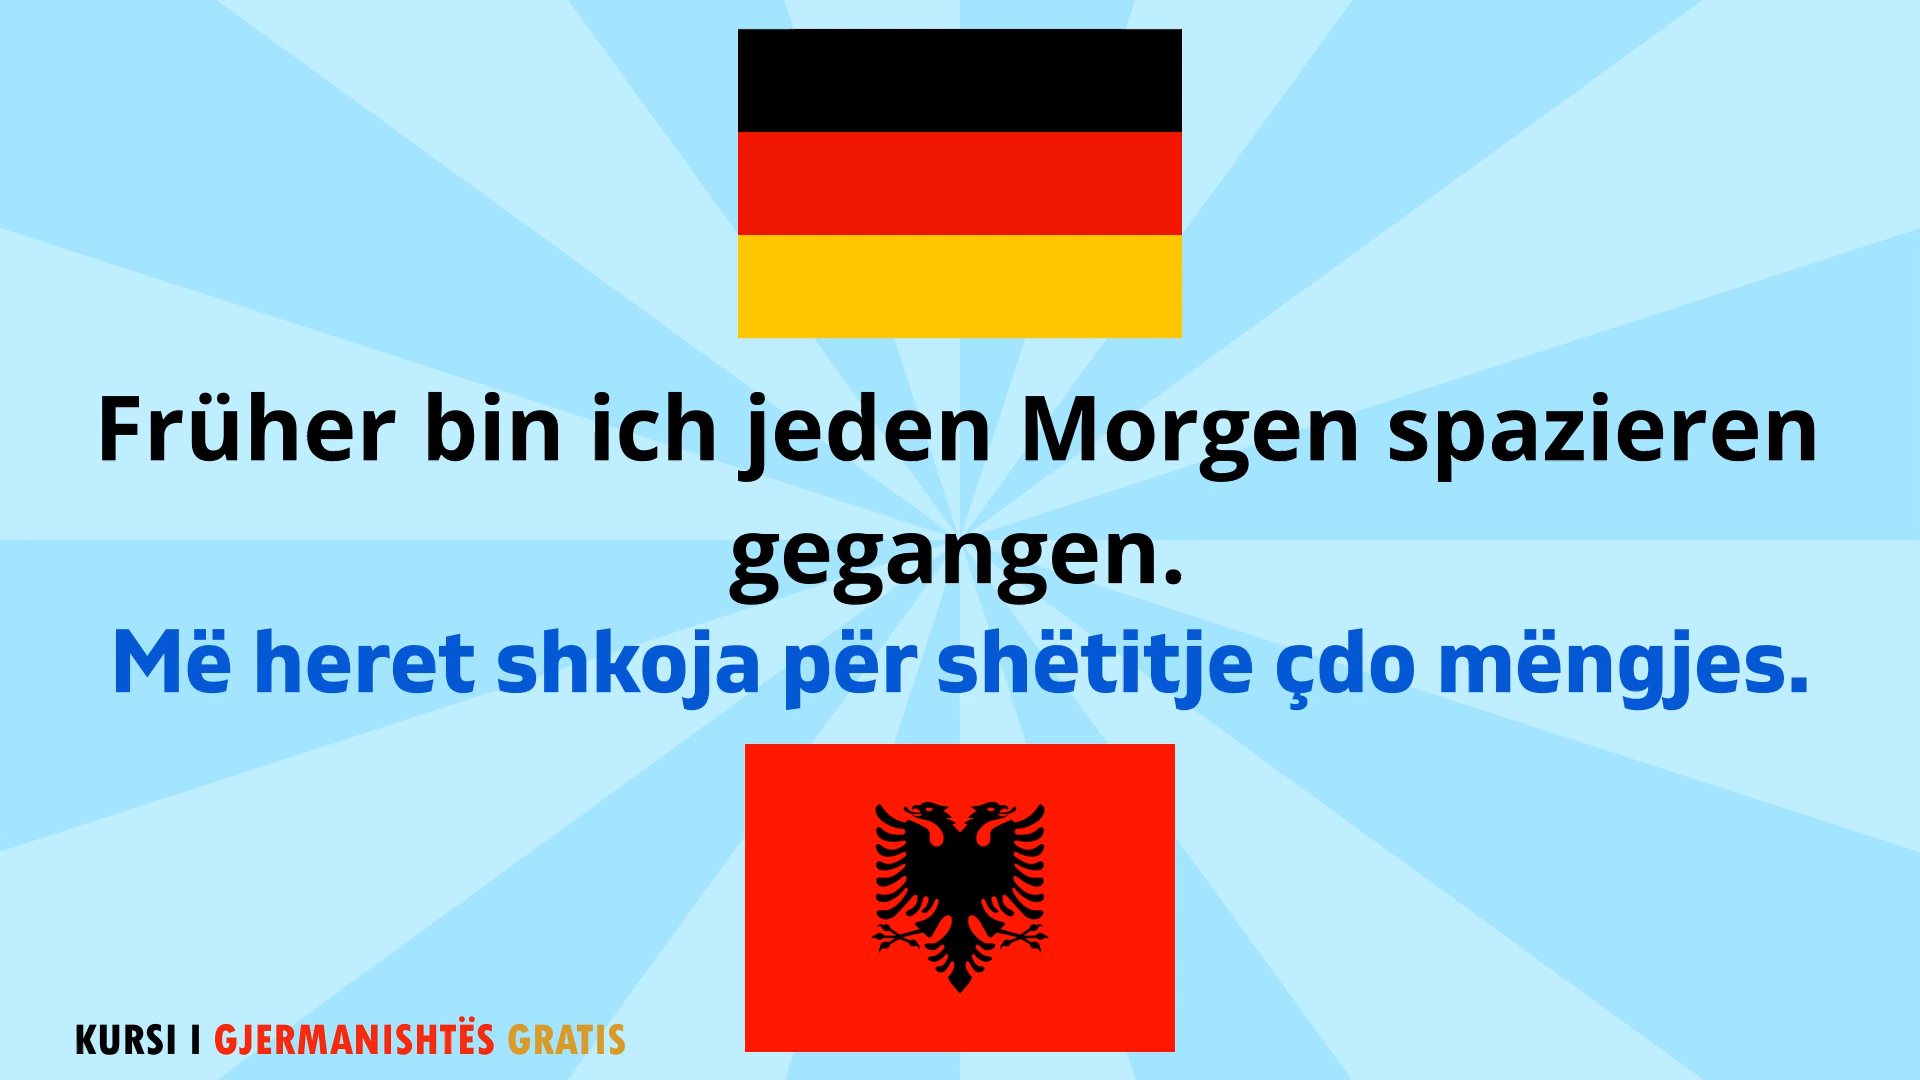 Früher bin ich jeden Morgen spazieren
gegangen.
Më heret shkoja për shëtitje çdo mëngjes.
KURSI I GJERMANISHTËS GRATIS